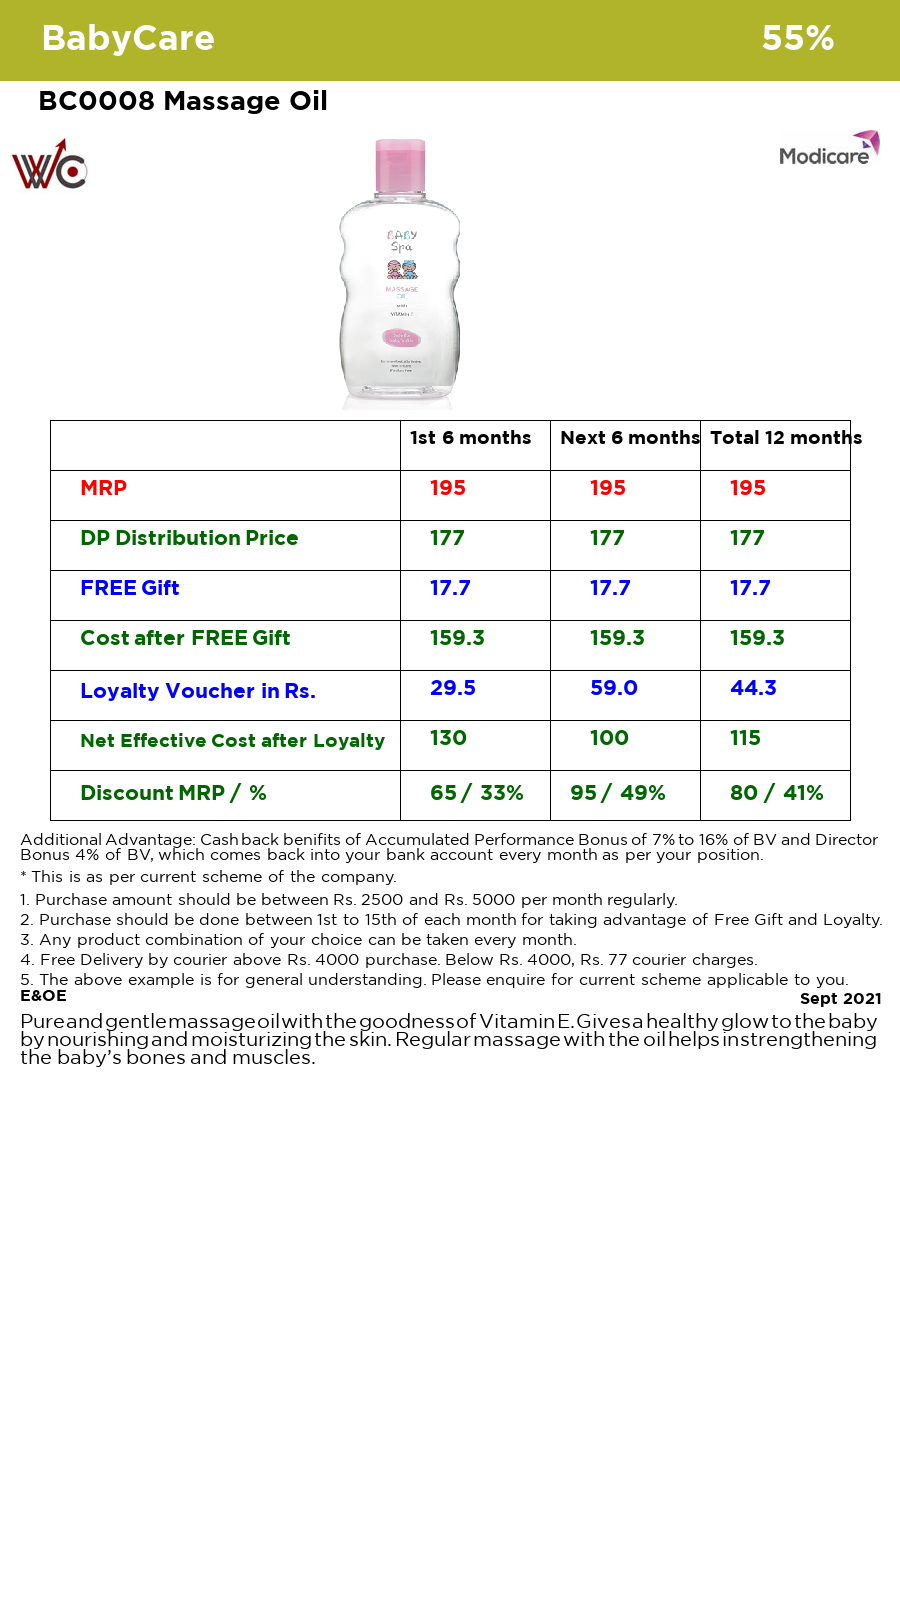 BabyCare 55%
BC0008 Massage Oil
WC
Modicare
BABY
Spa
MASSAGE
OIL
with
VITAMIN E
1st 6 months Next 6 months Total 12 months
MRP 195 195 195
DP Distribution Price 177 177 177
FREE Gift 17.7 17.7 17.7
Cost after FREE Gift 159.3 159.3 159.3
Loyalty Voucher in Rs. 29.5 59.0 44.3
Net Effective Cost after Loyalty 130 100 115
Discount MRP / % 65 / 33% 95 / 49% 80 / 41%
Additional Advantage: Cash back benifits of Accumulated Performance Bonus of 7% to 16% of BV and Director
Bonus 4% of BV, which comes back into your bank account every month as per your position.
* This is as per current scheme of the company.
1. Purchase amount should be between Rs. 2500 and Rs. 5000 per month regularly.
2. Purchase should be done between 1st to 15th of each month for taking advantage of Free Gift and Loyalty.
3. Any product combination of your choice can be taken every month.
4. Free Delivery by courier above Rs. 4000 purchase. Below Rs. 4000, Rs. 77 courier charges.
5. The above example is for general understanding. Please enquire for current scheme applicable to you.
E&OE Sept 2021
Pure and gentle massage oil with the goodness of Vitamin E. Gives a healthy glow to the baby
by nourishing and moisturizing the skin. Regular massage with the oil helps in strengthening
the baby’s bones and muscles.